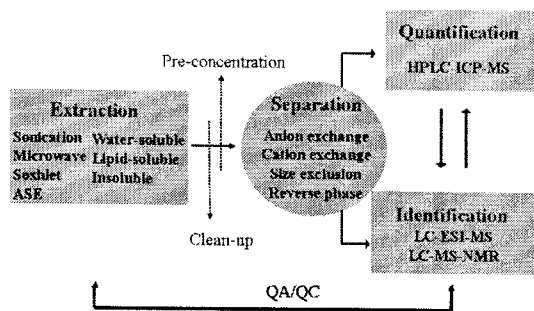 Quantification
HPLC-ICP-MS
Pre-concentration
Extraction
Sonication Water-soluble
Microwave Lipid-soluble
Soxhlet Insoluble
ASE
Separation
Anion exchange
Cation exchange
Size exclusion
Reverse phase
Clean-up
Identification
LC-ESI-MS
LC-MS-NMR
QA/QC